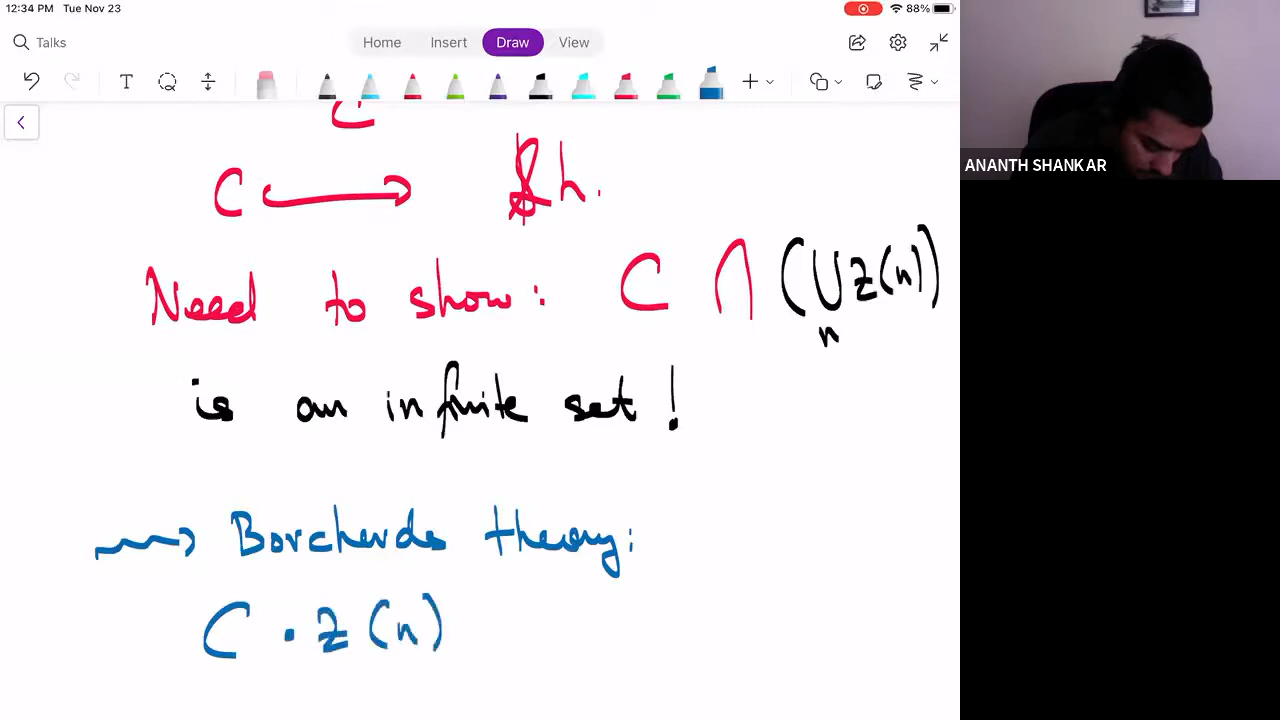 12:34 PM Tue Nov 23
88%
Talks
Home Insert Draw View
T
ANANTH SHANKAR
C
C ⟶ Sh.
Need to show: C ∩ (⋃ Z(n))
n
is an infinite set!
⇝ Borcherds theory:
C · Z(n)